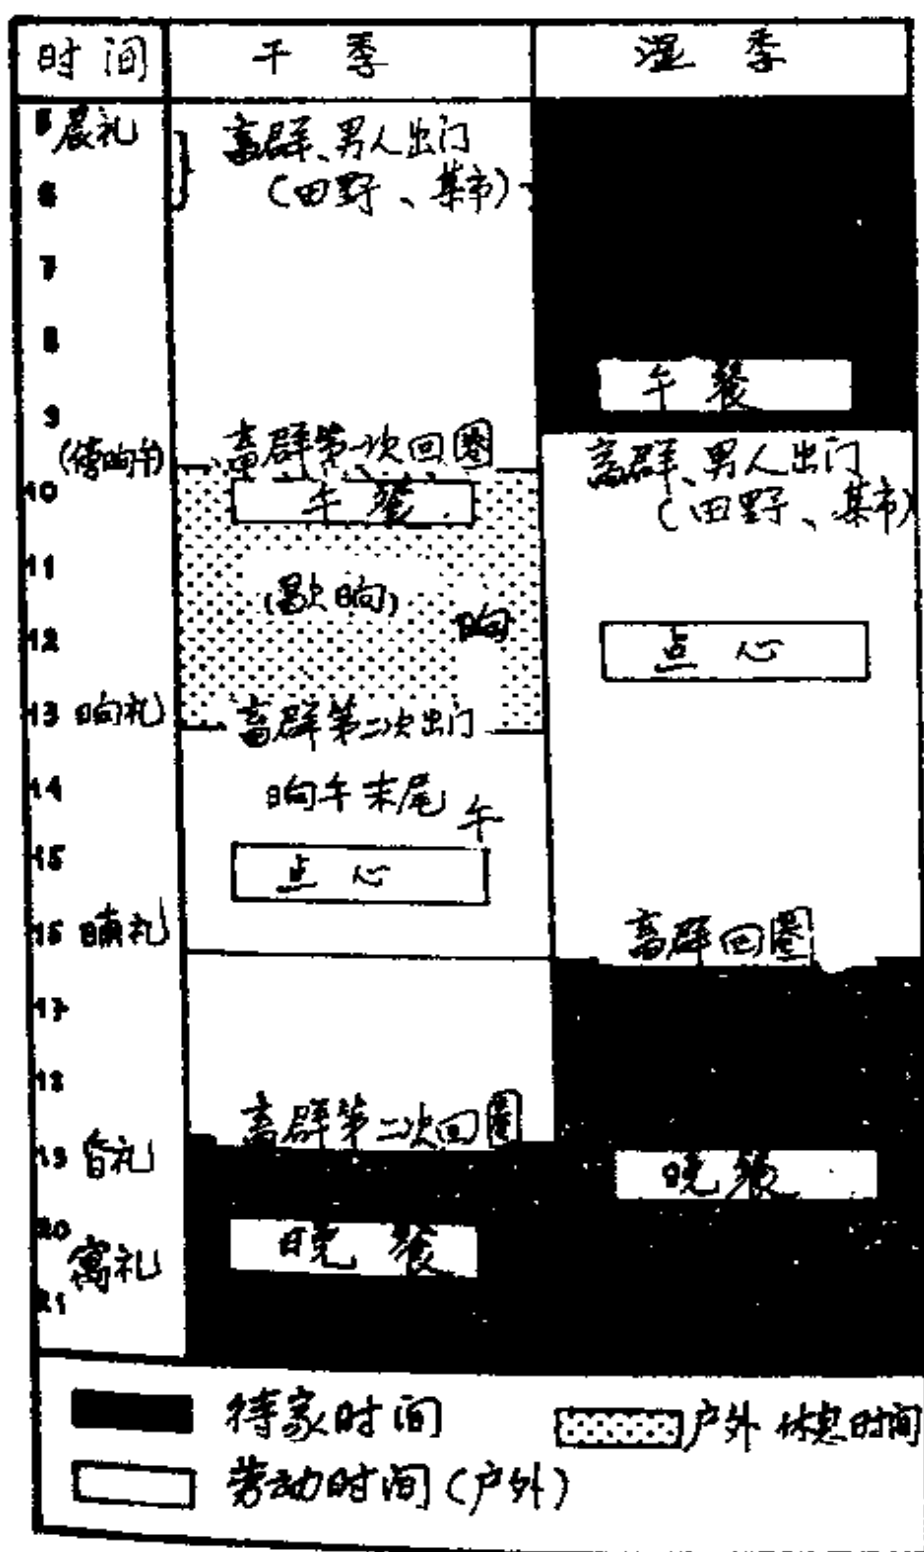 时间 干季 湿季
5 晨礼 畜群、男人出门
6 (田野、集市)
7
8 午餐
9
(傍晌午) 畜群第一次回圈 畜群、男人出门
10 午餐 (田野、集市)
11
(歇晌) 晌
12 点心
13 晌礼 畜群第二次出门
14 晌午末尾 午
15 点心
16 晡礼 畜群回圈
17
18
畜群第二次回圈
19 昏礼 晚餐
20 晚餐
宵礼
21
待家时间 户外休息时间
劳动时间(户外)